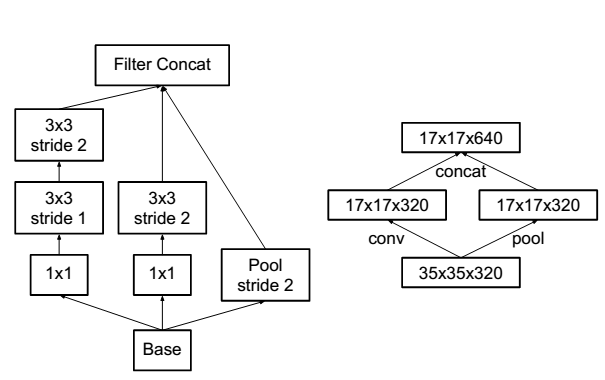 Filter Concat
3x3
stride 2
3x3
stride 1
3x3
stride 2
1x1
1x1
Pool
stride 2
Base
17x17x640
concat
17x17x320
17x17x320
conv
pool
35x35x320